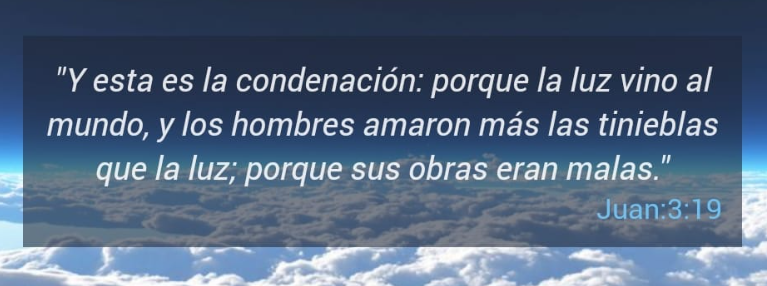 "Y esta es la condenación: porque la luz vino al
mundo, y los hombres amaron más las tinieblas
que la luz; porque sus obras eran malas."
Juan:3:19